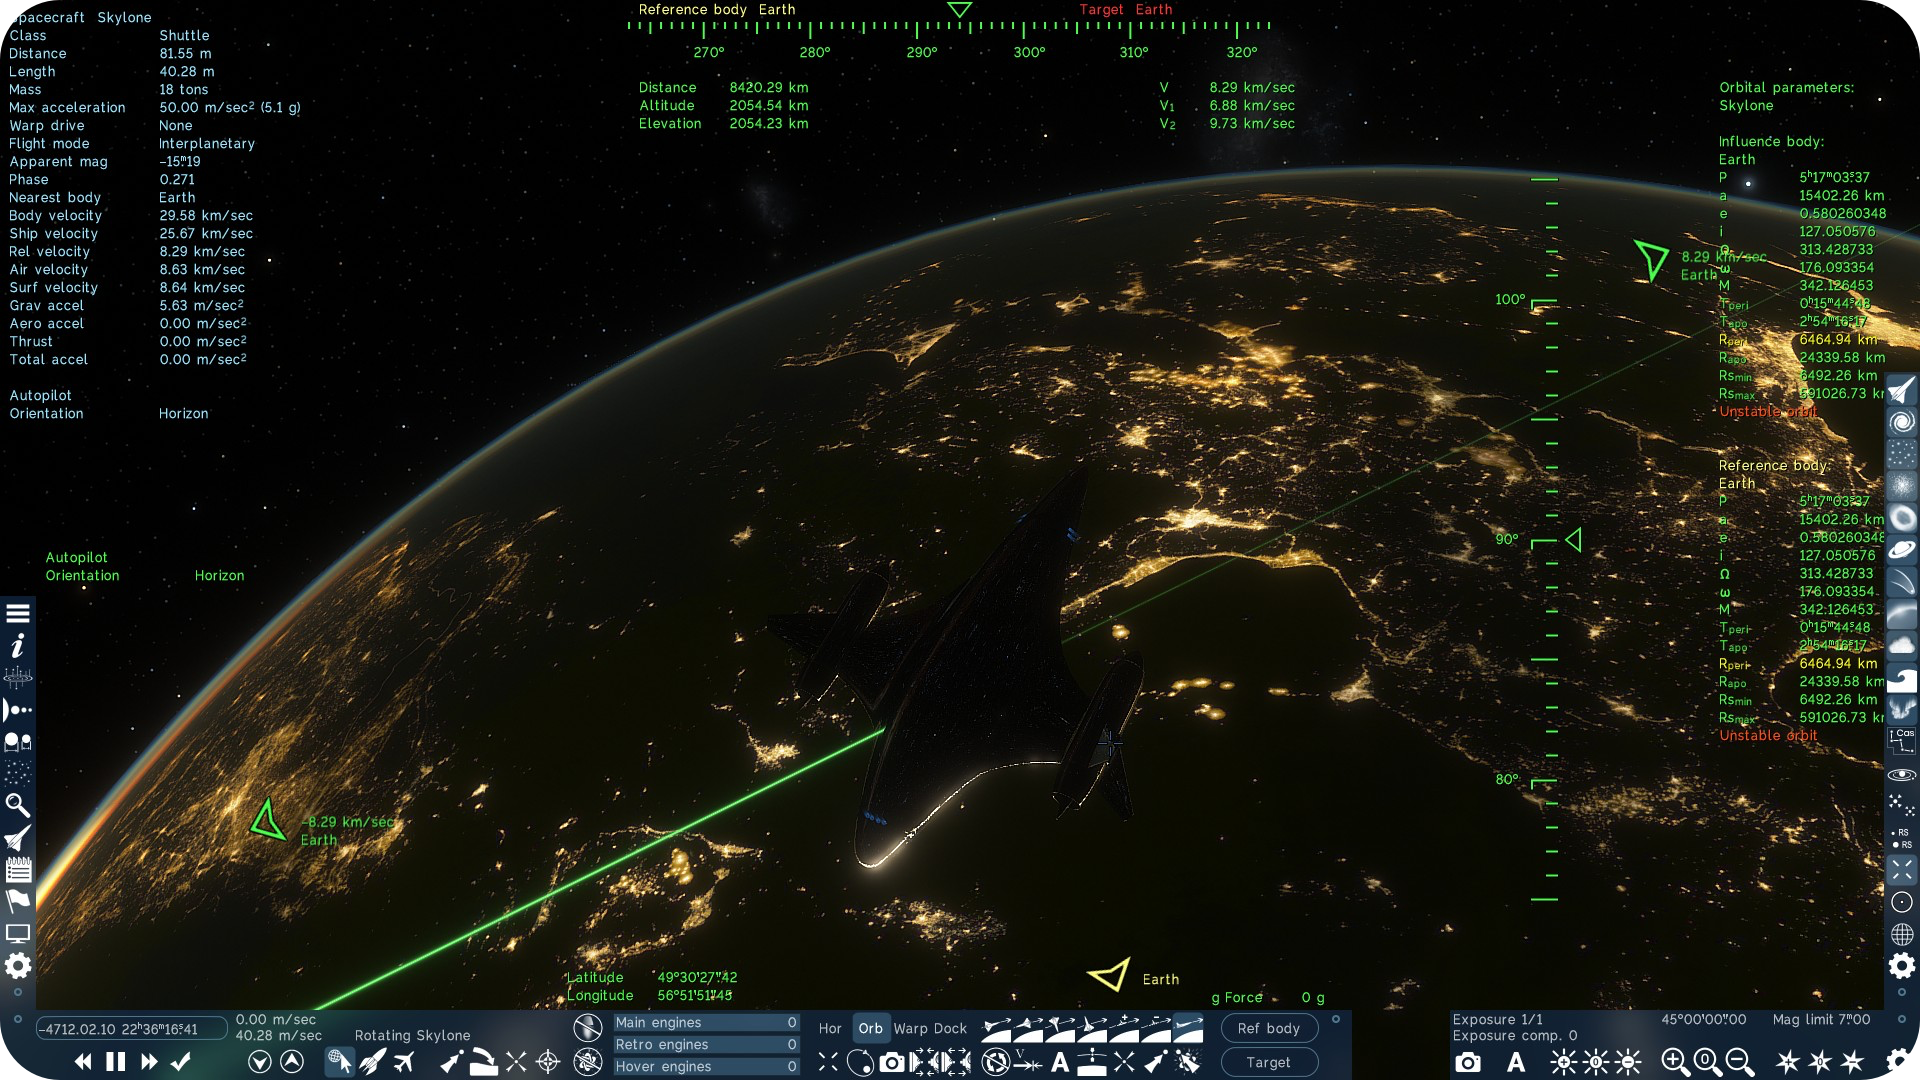 Spacecraft Skylone
Class Shuttle
Distance 81.55 m
Length 40.28 m
Mass 18 tons
Max acceleration 50.00 m/sec² (5.1 g)
Warp drive None
Flight mode Interplanetary
Apparent mag −15ᵐ19
Phase 0.271
Nearest body Earth
Body velocity 29.58 km/sec
Ship velocity 25.67 km/sec
Rel velocity 8.29 km/sec
Air velocity 8.63 km/sec
Surf velocity 8.64 km/sec
Grav accel 5.63 m/sec²
Aero accel 0.00 m/sec²
Thrust 0.00 m/sec²
Total accel 0.00 m/sec²
Autopilot
Orientation Horizon
Reference body Earth
Target Earth
270° 280° 290° 300° 310° 320°
Distance 8420.29 km
Altitude 2054.54 km
Elevation 2054.23 km
V 8.29 km/sec
V₁ 6.88 km/sec
V₂ 9.73 km/sec
Orbital parameters:
Skylone
Influence body:
Earth
P 5ʰ17ᵐ03ˢ37
a 15402.26 km
e 0.580260348
i 127.050576
Ω 313.428733
ω 176.093354
M 342.126453
Tperi 0ʰ15ᵐ44ˢ48
Tapo 2ʰ54ᵐ16ˢ17
Rperi 6464.94 km
Rapo 24339.58 km
Rsmin 6492.26 km
Rsmax 591026.73 km
Unstable orbit
8.29 km/sec
Earth
Reference body:
Earth
P 5ʰ17ᵐ03ˢ37
a 15402.26 km
e 0.580260348
i 127.050576
Ω 313.428733
ω 176.093354
M 342.126453
Tperi 0ʰ15ᵐ44ˢ48
Tapo 2ʰ54ᵐ16ˢ17
Rperi 6464.94 km
Rapo 24339.58 km
Rsmin 6492.26 km
Rsmax 591026.73 km
Unstable orbit
100°
90°
80°
Autopilot
Orientation Horizon
−8.29 km/sec
Earth
Cas
RS
RS
Latitude 49°30'27"42
Longitude 56°51'51"45
Earth
g Force 0 g
−4712.02.10 22ʰ36ᵐ16ˢ41
0.00 m/sec
40.28 m/sec
Rotating Skylone
Main engines 0
Retro engines 0
Hover engines 0
Hor Orb Warp Dock
Ref body
Target
A
Exposure 1/1
Exposure comp. 0
45°00'00"00
Mag limit 7ᵐ00
A
0
0